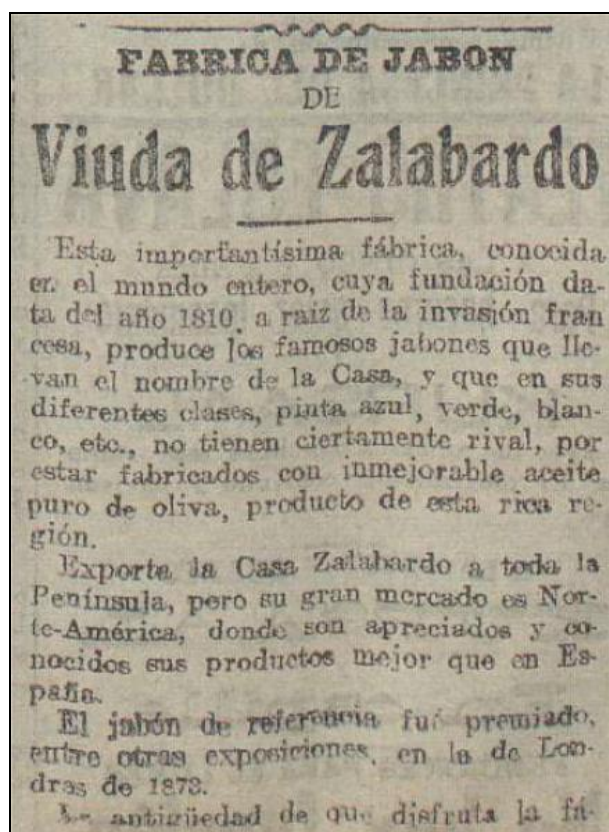 FABRICA DE JABON
DE
Viuda de Zalabardo
Esta importantísima fábrica, conocida
en el mundo entero, cuya fundación da-
ta del año 1810, a raiz de la invasión fran
cesa, produce los famosos jabones que lle-
van el nombre de la Casa, y que en sus
diferentes clases, pinta azul, verde, blan-
co, etc., no tienen ciertamente rival, por
estar fabricados con inmejorable aceite
puro de oliva, producto de esta rica re-
gión.
Exporta la Casa Zalabardo a toda la
Península, pero su gran mercado es Nor-
te-América, donde son apreciados y co-
nocidos sus productos mejor que en Es-
paña.
El jabón de referencia fué premiado,
entre otras exposiciones, en la de Lon-
dras de 1873.
La antigüedad de que disfruta la fá-